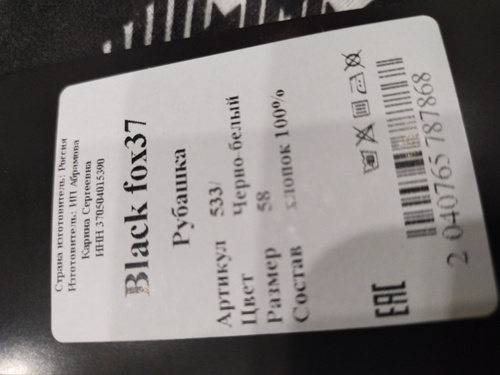 Страна изготовитель: Россия
Изготовитель: ИП Абрамова
Карина Сергеевна
ИНН 370504015390
Black fox37
Рубашка
Артикул 533/
Цвет Черно-белый
Размер 58
Состав хлопок 100%
EAC
2 040765 787868